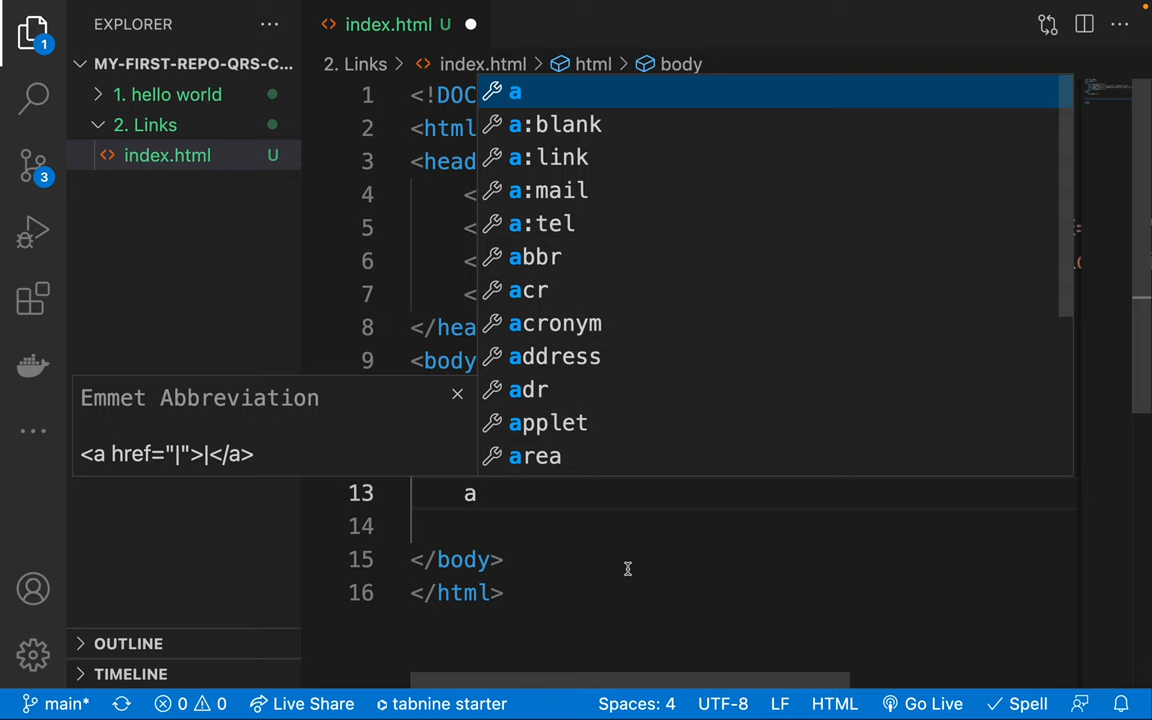 EXPLORER
index.html U
1
MY-FIRST-REPO-QRS-C...
2. Links > index.html > html > body
1. hello world
2. Links
index.html U
3
1 <!DOC
2 <html
3 <head
4 <
5 <
6 <
7 <
8 </hea
9 <body
a
a:blank
a:link
a:mail
a:tel
abbr
acr
acronym
address
adr
applet
area
Emmet Abbreviation
<a href="|">|</a>
13 a
14
15 </body>
16 </html>
OUTLINE
TIMELINE
main* 0 0 Live Share tabnine starter Spaces: 4 UTF-8 LF HTML Go Live Spell